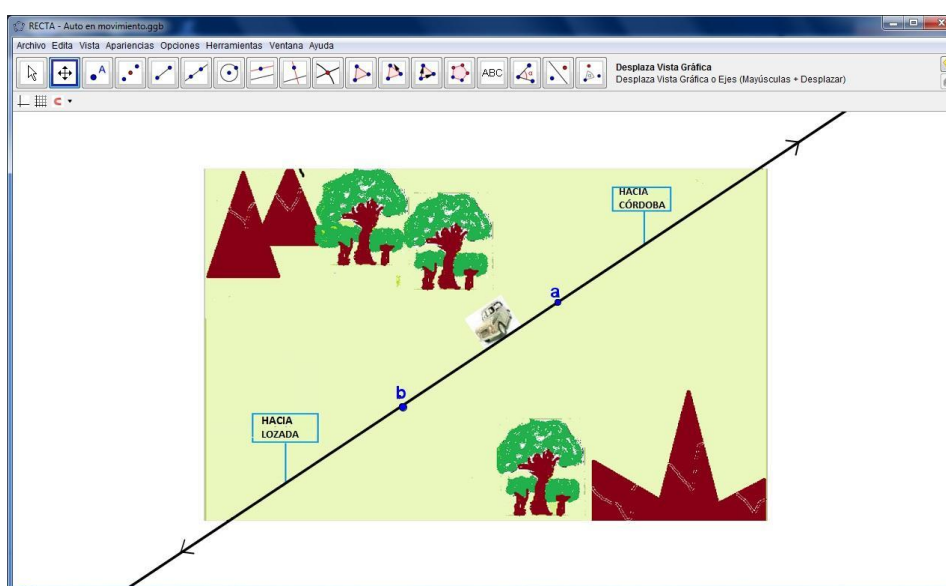 RECTA - Auto en movimiento.ggb
Archivo Edita Vista Apariencias Opciones Herramientas Ventana Ayuda
A
ABC
Desplaza Vista Gráfica
Desplaza Vista Gráfica o Ejes (Mayúsculas + Desplazar)
HACIA
CÓRDOBA
a
b
HACIA
LOZADA